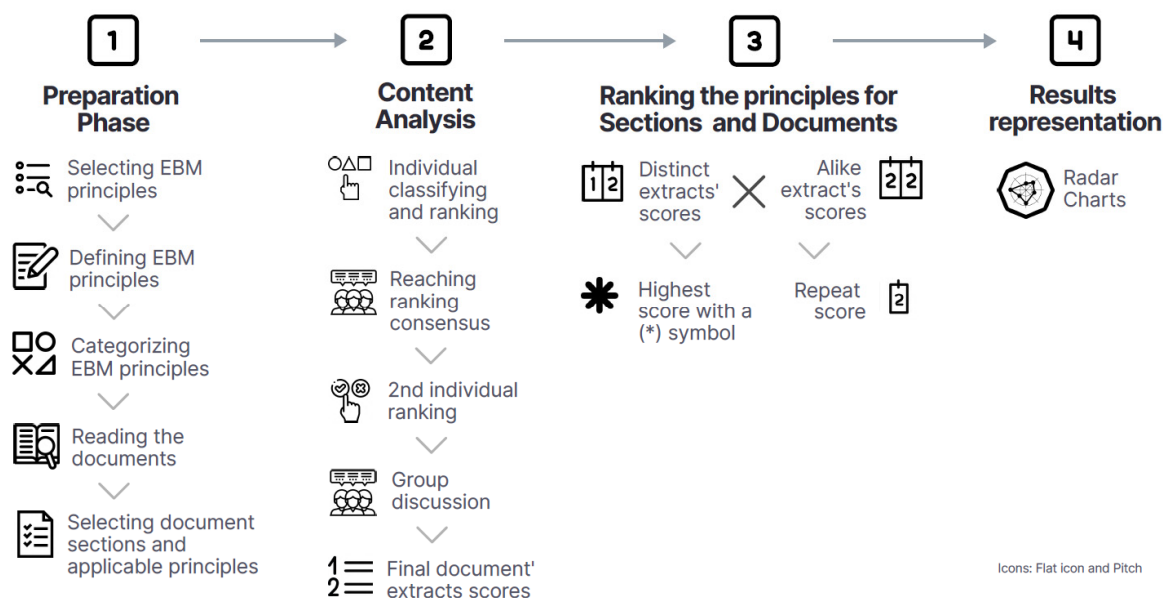 1
2
3
4
Preparation
Phase
Selecting EBM
principles
Defining EBM
principles
Categorizing
EBM principles
Reading the
documents
Selecting document
sections and
applicable principles
Content
Analysis
Individual
classifying
and ranking
Reaching
ranking
consensus
2nd individual
ranking
Group
discussion
1
2
Final document'
extracts scores
Ranking the principles for
Sections and Documents
1 2
Distinct
extracts'
scores
Alike
extract's
scores
2 2
Highest
score with a
(*) symbol
Repeat
score
2
Results
representation
Radar
Charts
Icons: Flat icon and Pitch